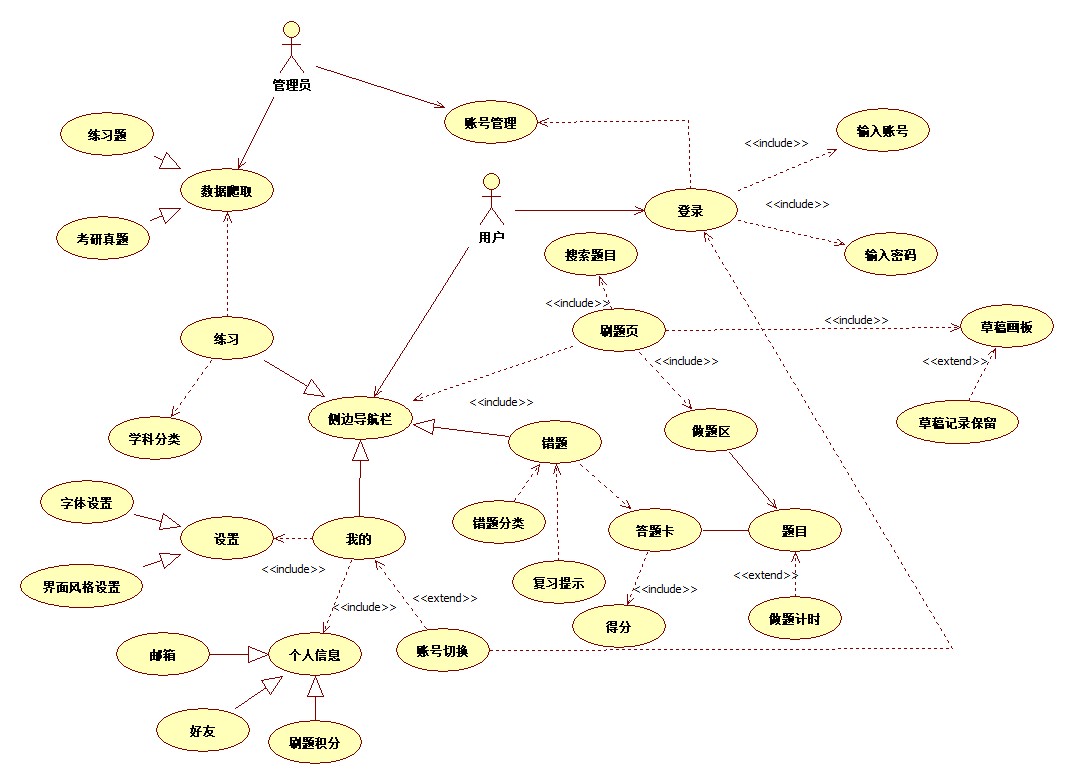 管理员
练习题
账号管理
输入账号
<<include>>
数据爬取
用户
登录
<<include>>
考研真题
搜索题目
输入密码
<<include>>
练习
刷题页
<<include>>
草稿画板
<<include>>
<<extend>>
<<include>>
侧边导航栏
学科分类
错题
做题区
草稿记录保留
字体设置
错题分类
答题卡
题目
设置
我的
<<include>>
界面风格设置
复习提示
<<include>>
<<extend>>
<<include>>
<<extend>>
得分
做题计时
邮箱
个人信息
账号切换
好友
刷题积分